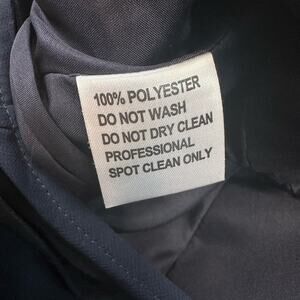 100% POLYESTER
DO NOT WASH
DO NOT DRY CLEAN
PROFESSIONAL
SPOT CLEAN ONLY